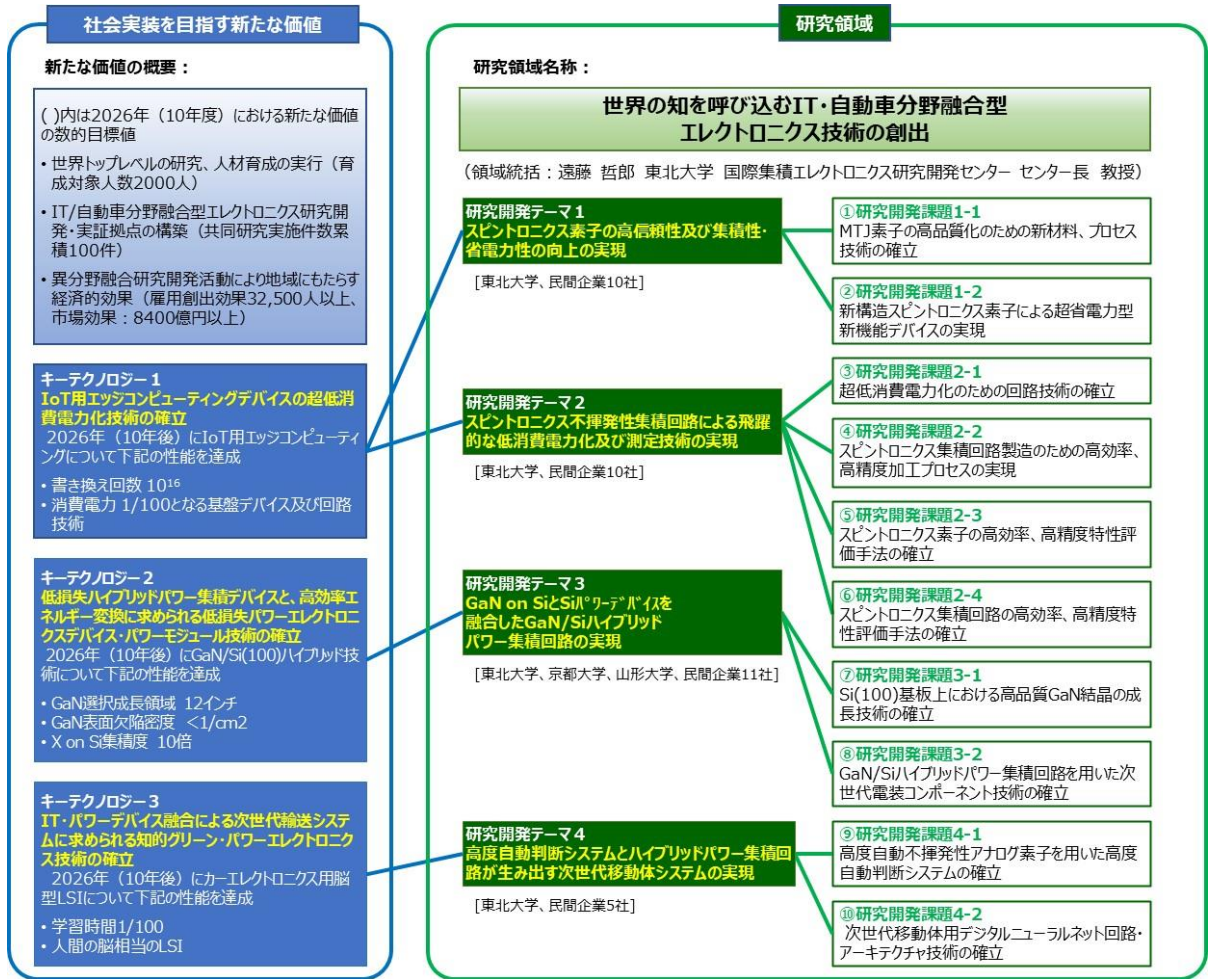 社会実装を目指す新たな価値
新たな価値の概要：
( )内は2026年（10年度）における新たな価値
の数的目標値
• 世界トップレベルの研究、人材育成の実行（育
成対象人数2000人）
• IT/自動車分野融合型エレクトロニクス研究開
発・実証拠点の構築（共同研究実施件数累
積100件）
• 異分野融合研究開発活動により地域にもたらす
経済的効果（雇用創出効果32,500人以上、
市場効果：8400億円以上）
キーテクノロジー1
IoT用エッジコンピューティングデバイスの超低消
費電力化技術の確立
2026年（10年後）にIoT用エッジコンピューティ
ングについて下記の性能を達成
• 書き換え回数 10¹⁶
• 消費電力 1/100となる基盤デバイス及び回路
技術
キーテクノロジー2
低損失ハイブリッドパワー集積デバイスと、高効率エ
ネルギー変換に求められる低損失パワーエレクトロニ
クスデバイス・パワーモジュール技術の確立
2026年（10年後）にGaN/Si(100)ハイブリッド技
術について下記の性能を達成
• GaN選択成長領域 12インチ
• GaN表面欠陥密度 <1/cm2
• X on Si集積度 10倍
キーテクノロジー3
IT・パワーデバイス融合による次世代輸送システ
ムに求められる知的グリーン・パワーエレクトロニク
ス技術の確立
2026年（10年後）にカーエレクトロニクス用脳
型LSIについて下記の性能を達成
• 学習時間1/100
• 人間の脳相当のLSI
研究領域
研究領域名称：
世界の知を呼び込むIT・自動車分野融合型
エレクトロニクス技術の創出
（領域統括：遠藤 哲郎 東北大学 国際集積エレクトロニクス研究開発センター センター長 教授）
研究開発テーマ1
スピントロニクス素子の高信頼性及び集積性・
省電力性の向上の実現
[東北大学、民間企業10社]
研究開発テーマ2
スピントロニクス不揮発性集積回路による飛躍
的な低消費電力化及び測定技術の実現
[東北大学、民間企業10社]
研究開発テーマ3
GaN on SiとSiﾊﾟﾜｰﾃﾞﾊﾞｲｽを
融合したGaN/Siハイブリッド
パワー集積回路の実現
[東北大学、京都大学、山形大学、民間企業11社]
研究開発テーマ4
高度自動判断システムとハイブリッドパワー集積回
路が生み出す次世代移動体システムの実現
[東北大学、民間企業5社]
①研究開発課題1-1
MTJ素子の高品質化のための新材料、プロセス
技術の確立
②研究開発課題1-2
新構造スピントロニクス素子による超省電力型
新機能デバイスの実現
③研究開発課題2-1
超低消費電力化のための回路技術の確立
④研究開発課題2-2
スピントロニクス集積回路製造のための高効率、
高精度加工プロセスの実現
⑤研究開発課題2-3
スピントロニクス素子の高効率、高精度特性評
価手法の確立
⑥研究開発課題2-4
スピントロニクス集積回路の高効率、高精度特
性評価手法の確立
⑦研究開発課題3-1
Si(100)基板上における高品質GaN結晶の成
長技術の確立
⑧研究開発課題3-2
GaN/Siハイブリッドパワー集積回路を用いた次
世代電装コンポーネント技術の確立
⑨研究開発課題4-1
高度自動不揮発性アナログ素子を用いた高度
自動判断システムの確立
⑩研究開発課題4-2
次世代移動体用デジタルニューラルネット回路・
アーキテクチャ技術の確立